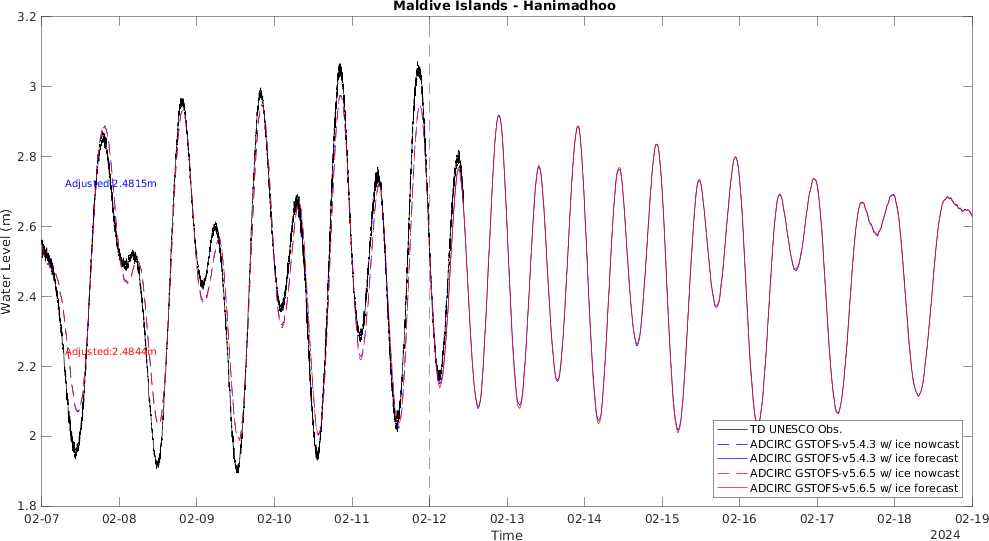 Maldive Islands - Hanimadhoo
3.2
3
2.8
2.6
2.4
2.2
2
1.8
Water Level (m)
Adjusted:2.4815m
Adjusted:2.4844m
TD UNESCO Obs.
ADCIRC GSTOFS-v5.4.3 w/ ice nowcast
ADCIRC GSTOFS-v5.4.3 w/ ice forecast
ADCIRC GSTOFS-v5.6.5 w/ ice nowcast
ADCIRC GSTOFS-v5.6.5 w/ ice forecast
02-07 02-08 02-09 02-10 02-11 02-12 02-13 02-14 02-15 02-16 02-17 02-18 02-19
Time
2024